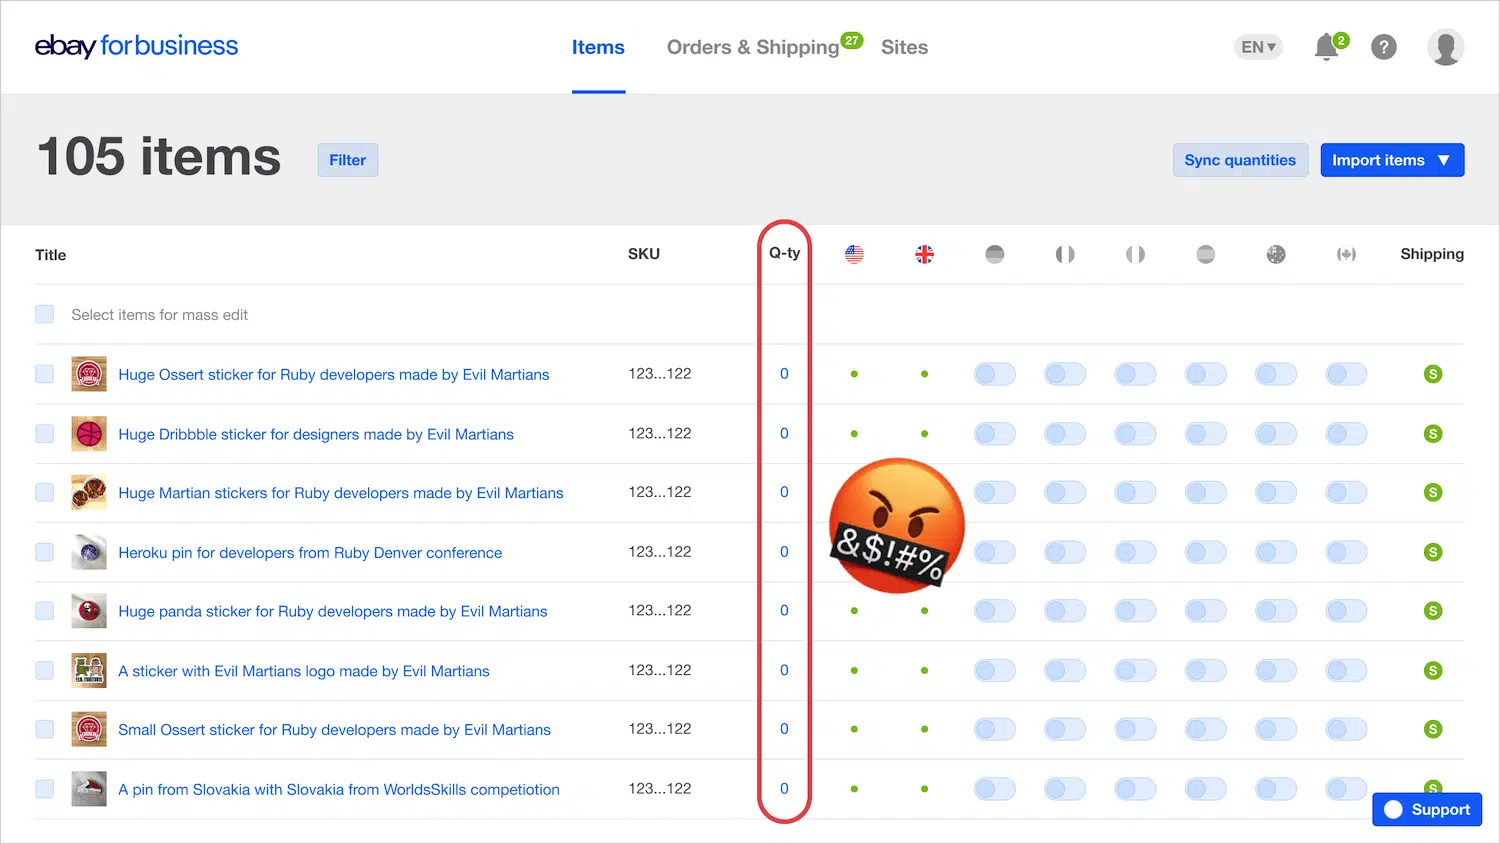 ebay for business
Items
Orders & Shipping 27
Sites
EN ▾
2
?
105 items
Filter
Sync quantities
Import items ▼
Title SKU Q-ty Shipping
Select items for mass edit
Huge Ossert sticker for Ruby developers made by Evil Martians 123...122 0 S
Huge Dribbble sticker for designers made by Evil Martians 123...122 0 S
Huge Martian stickers for Ruby developers made by Evil Martians 123...122 0 S
&$!#%
Heroku pin for developers from Ruby Denver conference 123...122 0 S
Huge panda sticker for Ruby developers made by Evil Martians 123...122 0 S
A sticker with Evil Martians logo made by Evil Martians 123...122 0 S
EVIL MARTIANS
Small Ossert sticker for Ruby developers made by Evil Martians 123...122 0 S
A pin from Slovakia with Slovakia from WorldsSkills competiotion 123...122 0 S
Support